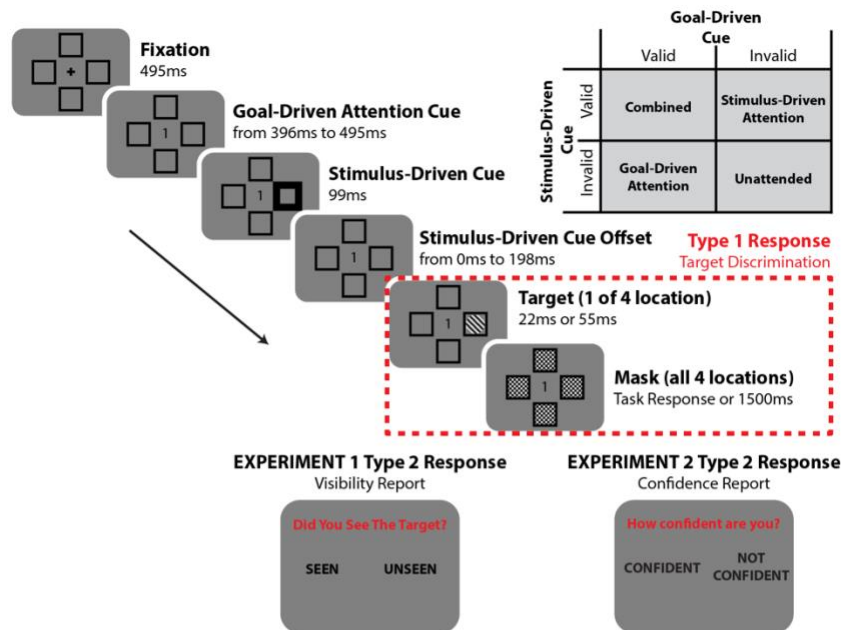 Fixation
495ms
+
Goal-Driven Attention Cue
from 396ms to 495ms
1
Stimulus-Driven Cue
99ms
1
Stimulus-Driven Cue Offset
from 0ms to 198ms
1
Target (1 of 4 location)
22ms or 55ms
1
Mask (all 4 locations)
Task Response or 1500ms
1
Goal-Driven
Cue
Valid Invalid
Stimulus-Driven
Cue
Valid
Invalid
Combined
Stimulus-Driven
Attention
Goal-Driven
Attention
Unattended
Type 1 Response
Target Discrimination
EXPERIMENT 1 Type 2 Response
Visibility Report
Did You See The Target?
SEEN UNSEEN
EXPERIMENT 2 Type 2 Response
Confidence Report
How confident are you?
CONFIDENT
NOT
CONFIDENT